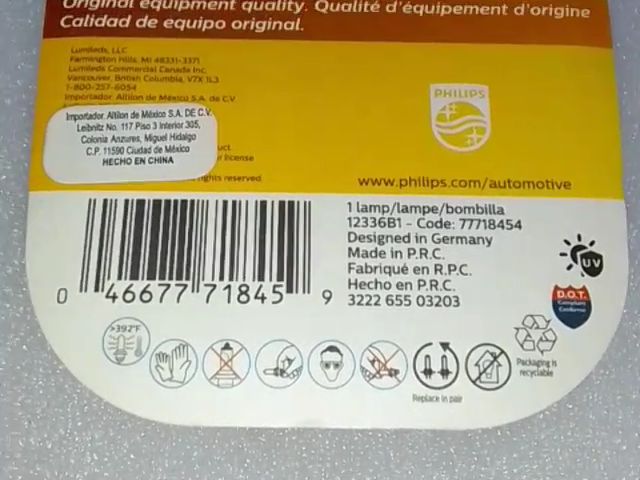 Original equipment quality. Qualité d'équipement d'origine
Calidad de equipo original.
Lumileds, LLC
Farmington Hills, MI 48331-3371
Lumileds Commercial Canada Inc.
Vancouver, British Columbia, V7X 1L3
1-800-257-6054
Importador: Altilon de México S.A. de C.V.
Importador. Altilon de México S.A. DE C.V.
Leibnitz No. 117 Piso 3 Interior 305,
Colonia Anzures, Miguel Hidalgo
C.P. 11590 Ciudad de México
HECHO EN CHINA
license
rights reserved.
PHILIPS
www.philips.com/automotive
1 lamp/lampe/bombilla
12336B1 - Code: 77718454
Designed in Germany
Made in P.R.C.
Fabriqué en R.P.C.
Hecho en P.R.C.
3222 655 03203
0 46677 71845 9
UV
D.O.T.
Compliant
Conforme
>392°F
Replace in pair
Packaging is
recyclable